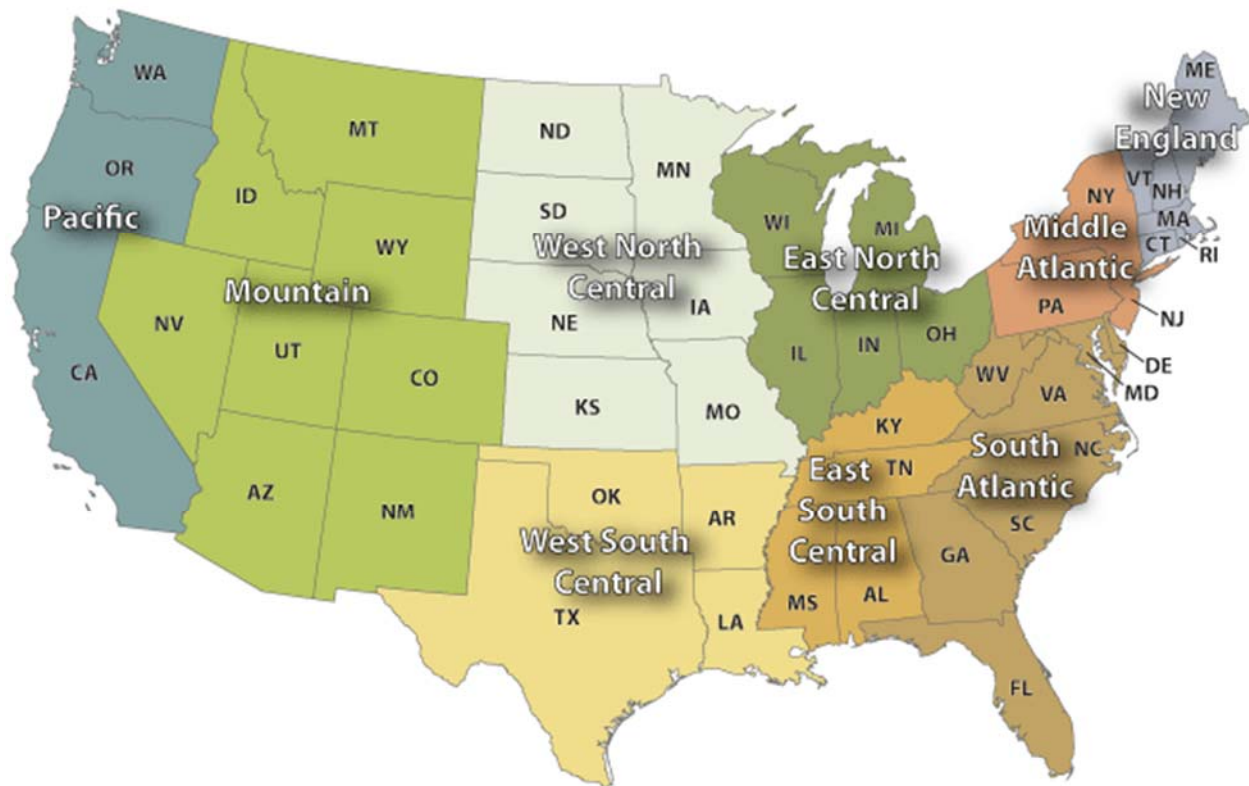 WA
OR
Pacific
CA
MT
ID
WY
Mountain
NV
UT
CO
AZ
NM
ND
MN
SD
West North
Central
NE
IA
KS
MO
OK
AR
West South
Central
TX
LA
WI
MI
East North
Central
IL
IN
OH
KY
TN
East
South
Central
MS
AL
ME
New
England
VT
NH
MA
CT
RI
NY
Middle
Atlantic
PA
NJ
DE
MD
WV
VA
NC
South
Atlantic
SC
GA
FL